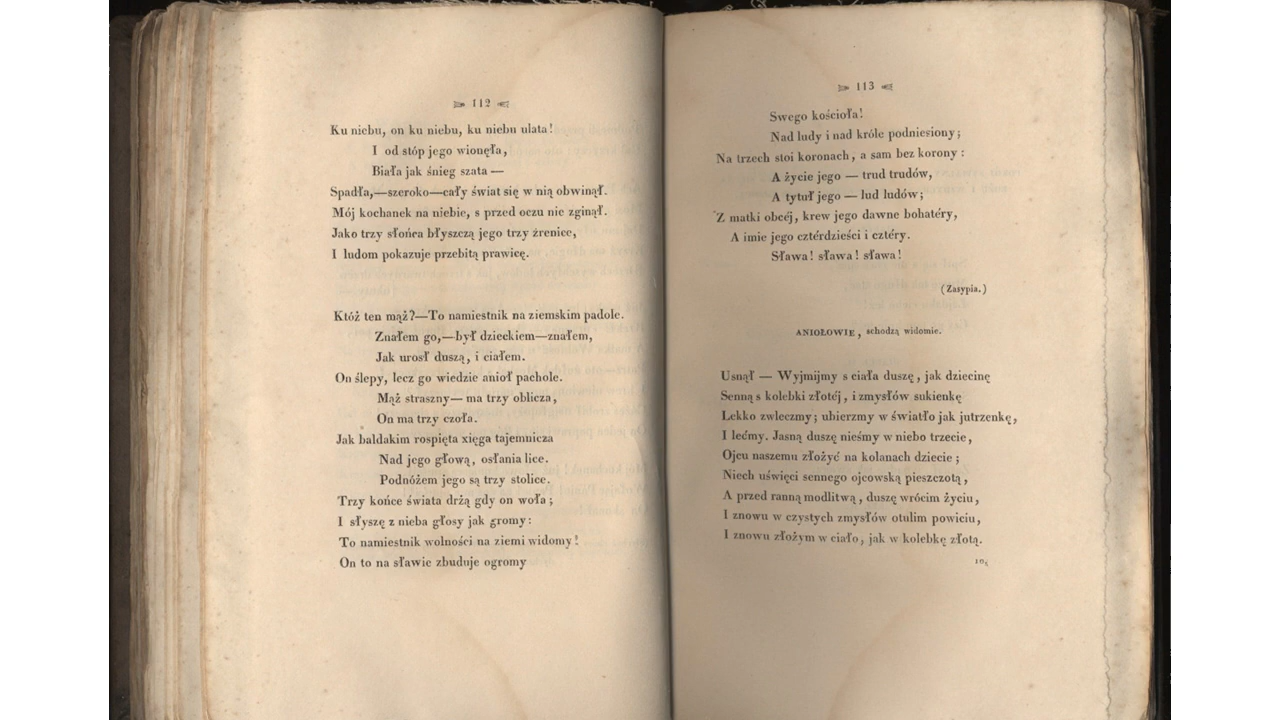 112
Ku niebu, on ku niebu, ku niebu ulata!
I od stóp jego wionęła,
Biała jak śnieg szata —
Spadła,—szeroko—cały świat się w nią obwinął.
Mój kochanek na niebie, s przed oczu nie zginął.
Jako trzy słońca błyszczą jego trzy źrenice,
I ludom pokazuje przebitą prawicę.
Któż ten mąż?—To namiestnik na ziemskim padole.
Znałem go,—był dzieckiem—znałem,
Jak urosł duszą, i ciałem.
On ślepy, lecz go wiedzie anioł pachole.
Mąż straszny— ma trzy oblicza,
On ma trzy czoła.
Jak baldakim rospięta xięga tajemnicza
Nad jego głową, osłania lice.
Podnóżem jego są trzy stolice.
Trzy końce świata drżą gdy on woła;
I słyszę z nieba głosy jak gromy:
To namiestnik wolności na ziemi widomy!
On to na sławie zbuduje ogromy
113
Swego kościoła!
Nad ludy i nad króle podniesiony;
Na trzech stoi koronach, a sam bez korony:
A życie jego — trud trudów,
A tytuł jego — lud ludów;
Z matki obcéj, krew jego dawne bohatéry,
A imie jego cztérdzieści i cztéry.
Sława! sława! sława!
(Zasypia.)
ANIOŁOWIE, schodzą widomie.
Usnął — Wyjmijmy s ciała duszę, jak dziecinę
Senną s kolebki złotéj, i zmysłów sukienkę
Lekko zwleczmy; ubierzmy w światło jak jutrzenkę,
I lećmy. Jasną duszę nieśmy w niebo trzecie,
Ojcu naszemu złożyć na kolanach dziecie;
Niech uświęci sennego ojcowską pieszczotą,
A przed ranną modlitwą, duszę wrócim życiu,
I znowu w czystych zmysłów otulim powiciu,
I znowu złożym w ciało, jak w kolebkę złotą.